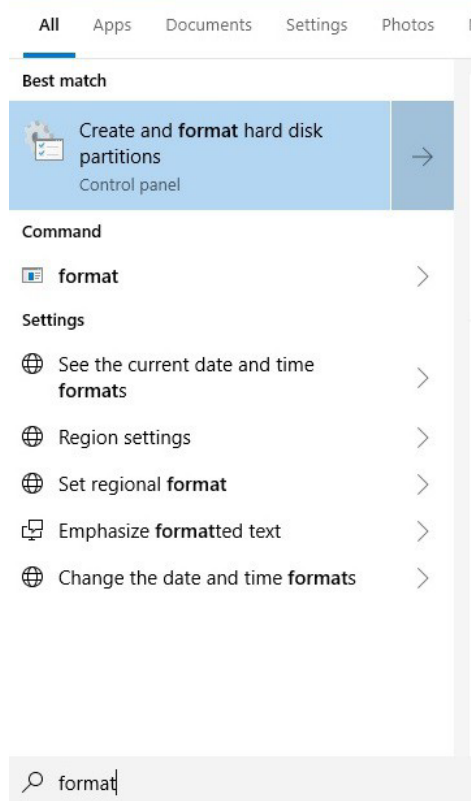 All Apps Documents Settings Photos
Best match
Create and format hard disk
partitions
Control panel
Command
format
Settings
See the current date and time
formats
Region settings
Set regional format
Emphasize formatted text
Change the date and time formats
format